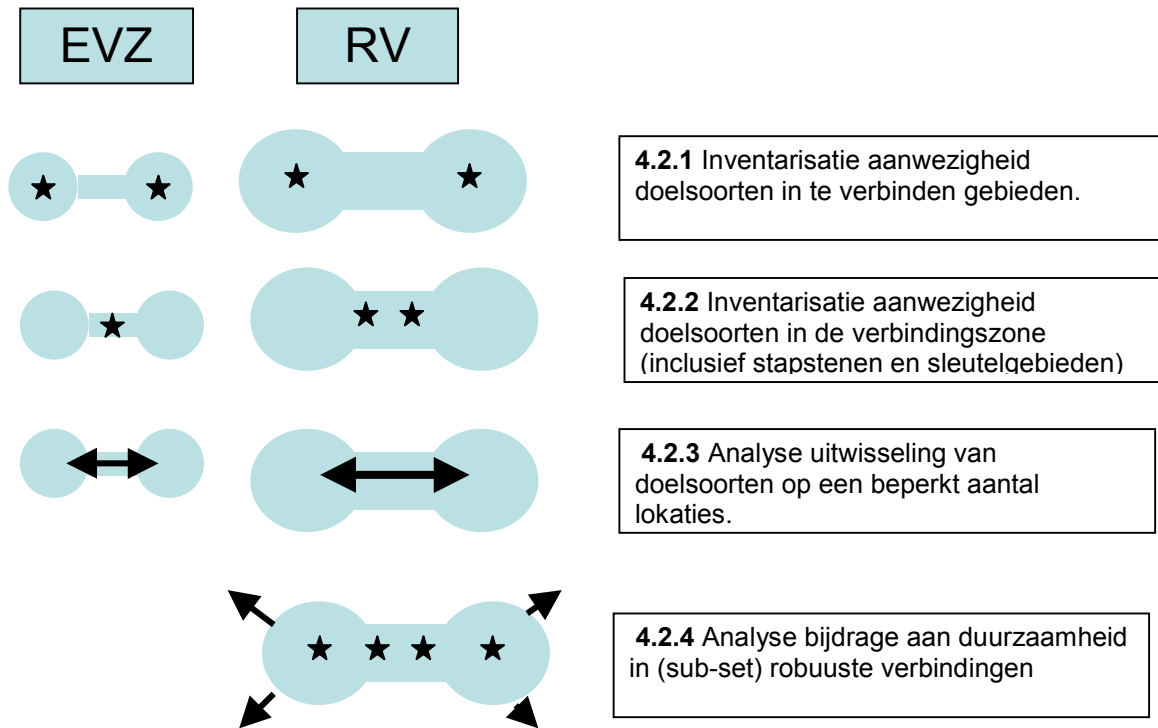 EVZ
RV
4.2.1 Inventarisatie aanwezigheid
doelsoorten in te verbinden gebieden.
4.2.2 Inventarisatie aanwezigheid
doelsoorten in de verbindingszone
(inclusief stapstenen en sleutelgebieden)
4.2.3 Analyse uitwisseling van
doelsoorten op een beperkt aantal
lokaties.
4.2.4 Analyse bijdrage aan duurzaamheid
in (sub-set) robuuste verbindingen